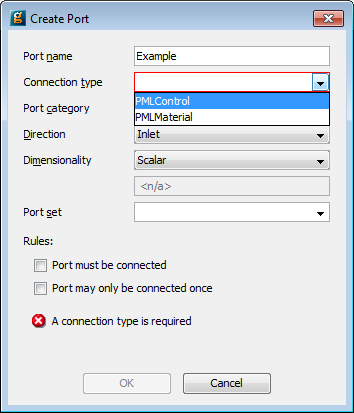 Create Port
Port name Example
Connection type
PMLControl
PMLMaterial
Port category
Direction Inlet
Dimensionality Scalar
<n/a>
Port set
Rules:
Port must be connected
Port may only be connected once
A connection type is required
OK Cancel